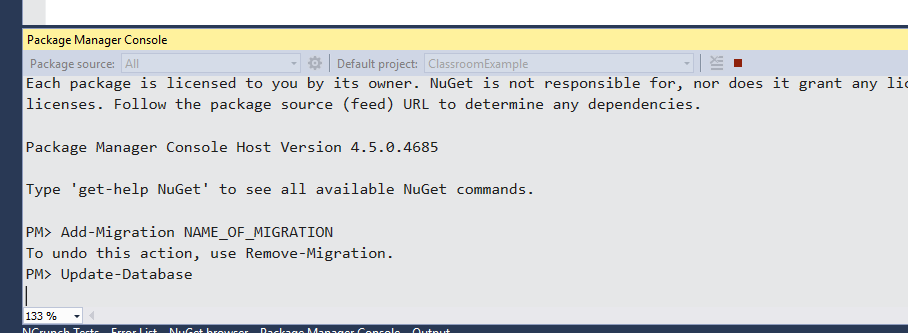 Package Manager Console
Package source: All Default project: ClassroomExample
Each package is licensed to you by its owner. NuGet is not responsible for, nor does it grant any lic
licenses. Follow the package source (feed) URL to determine any dependencies.
Package Manager Console Host Version 4.5.0.4685
Type 'get-help NuGet' to see all available NuGet commands.
PM> Add-Migration NAME_OF_MIGRATION
To undo this action, use Remove-Migration.
PM> Update-Database
133 %
NCrunch Tests Error List NuGet browser Package Manager Console Output